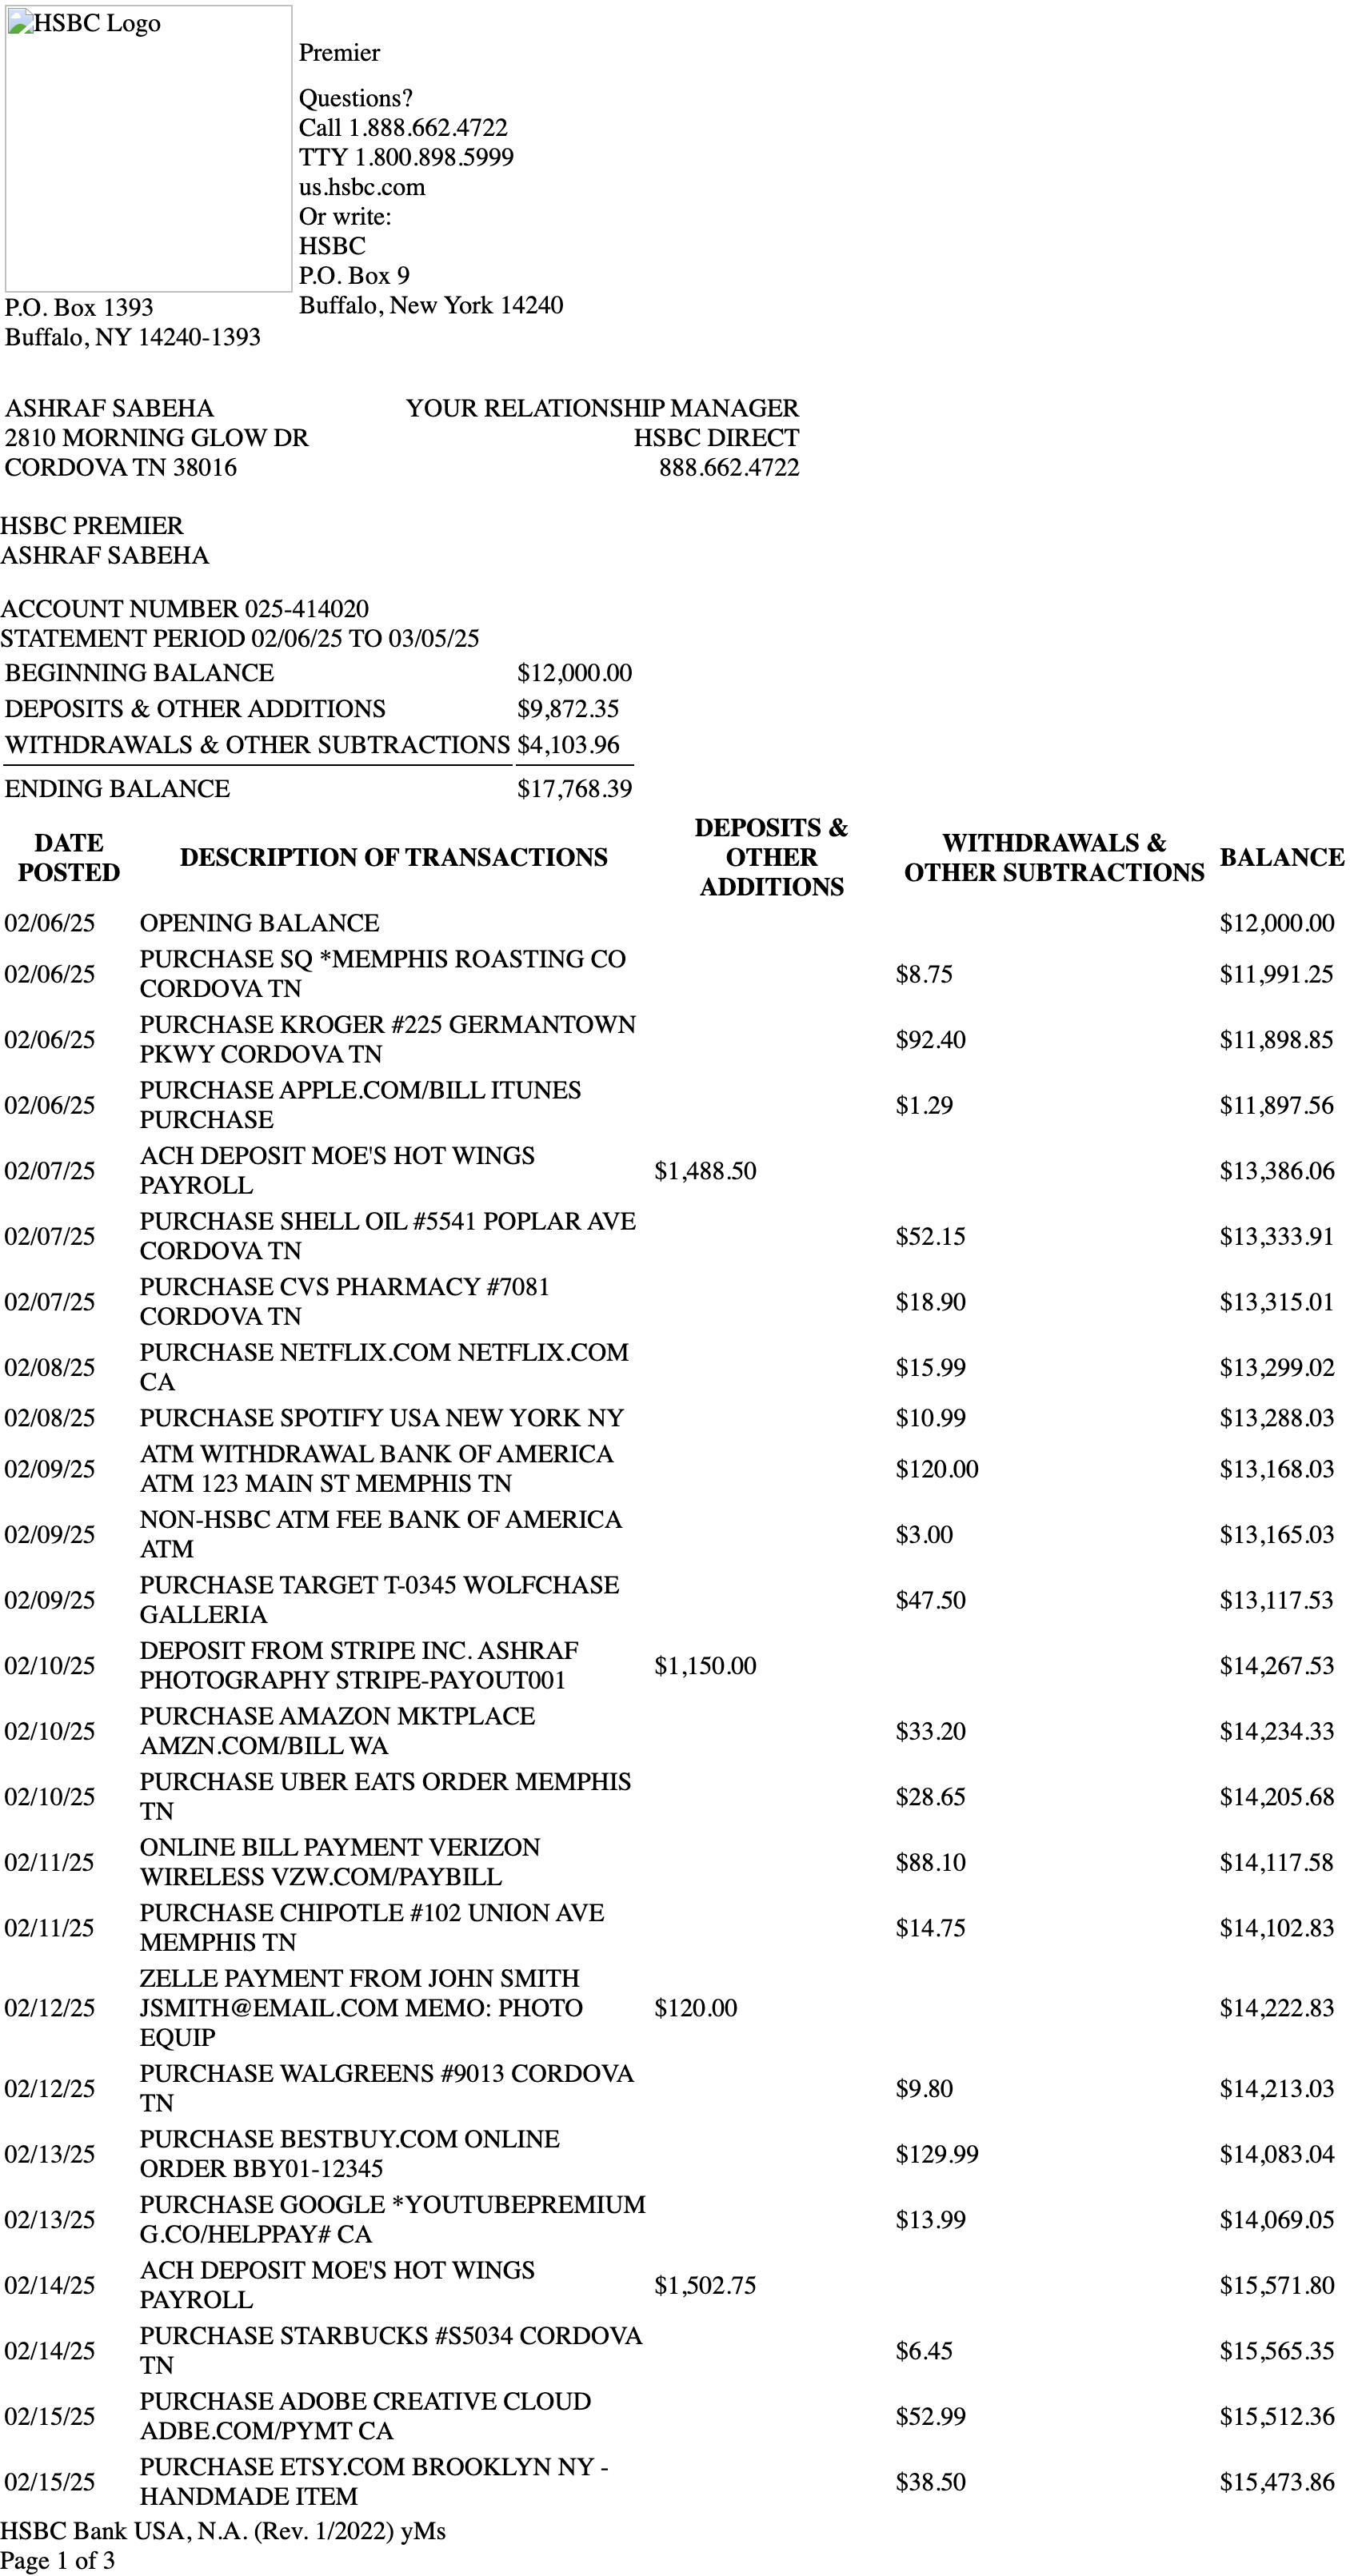 HSBC Logo
Premier
Questions?
Call 1.888.662.4722
TTY 1.800.898.5999
us.hsbc.com
Or write:
HSBC
P.O. Box 9
Buffalo, New York 14240
P.O. Box 1393
Buffalo, NY 14240-1393
ASHRAF SABEHA
2810 MORNING GLOW DR
CORDOVA TN 38016
YOUR RELATIONSHIP MANAGER
HSBC DIRECT
888.662.4722
HSBC PREMIER
ASHRAF SABEHA
ACCOUNT NUMBER 025-414020
STATEMENT PERIOD 02/06/25 TO 03/05/25
BEGINNING BALANCE $12,000.00
DEPOSITS & OTHER ADDITIONS $9,872.35
WITHDRAWALS & OTHER SUBTRACTIONS $4,103.96
ENDING BALANCE $17,768.39
DATE
POSTED
DESCRIPTION OF TRANSACTIONS
DEPOSITS &
OTHER
ADDITIONS
WITHDRAWALS &
OTHER SUBTRACTIONS
BALANCE
02/06/25 OPENING BALANCE $12,000.00
02/06/25 PURCHASE SQ *MEMPHIS ROASTING CO
CORDOVA TN $8.75 $11,991.25
02/06/25 PURCHASE KROGER #225 GERMANTOWN
PKWY CORDOVA TN $92.40 $11,898.85
02/06/25 PURCHASE APPLE.COM/BILL ITUNES
PURCHASE $1.29 $11,897.56
02/07/25 ACH DEPOSIT MOE'S HOT WINGS
PAYROLL $1,488.50 $13,386.06
02/07/25 PURCHASE SHELL OIL #5541 POPLAR AVE
CORDOVA TN $52.15 $13,333.91
02/07/25 PURCHASE CVS PHARMACY #7081
CORDOVA TN $18.90 $13,315.01
02/08/25 PURCHASE NETFLIX.COM NETFLIX.COM
CA $15.99 $13,299.02
02/08/25 PURCHASE SPOTIFY USA NEW YORK NY $10.99 $13,288.03
02/09/25 ATM WITHDRAWAL BANK OF AMERICA
ATM 123 MAIN ST MEMPHIS TN $120.00 $13,168.03
02/09/25 NON-HSBC ATM FEE BANK OF AMERICA
ATM $3.00 $13,165.03
02/09/25 PURCHASE TARGET T-0345 WOLFCHASE
GALLERIA $47.50 $13,117.53
02/10/25 DEPOSIT FROM STRIPE INC. ASHRAF
PHOTOGRAPHY STRIPE-PAYOUT001 $1,150.00 $14,267.53
02/10/25 PURCHASE AMAZON MKTPLACE
AMZN.COM/BILL WA $33.20 $14,234.33
02/10/25 PURCHASE UBER EATS ORDER MEMPHIS
TN $28.65 $14,205.68
02/11/25 ONLINE BILL PAYMENT VERIZON
WIRELESS VZW.COM/PAYBILL $88.10 $14,117.58
02/11/25 PURCHASE CHIPOTLE #102 UNION AVE
MEMPHIS TN $14.75 $14,102.83
02/12/25 ZELLE PAYMENT FROM JOHN SMITH
JSMITH@EMAIL.COM MEMO: PHOTO
EQUIP $120.00 $14,222.83
02/12/25 PURCHASE WALGREENS #9013 CORDOVA
TN $9.80 $14,213.03
02/13/25 PURCHASE BESTBUY.COM ONLINE
ORDER BBY01-12345 $129.99 $14,083.04
02/13/25 PURCHASE GOOGLE *YOUTUBEPREMIUM
G.CO/HELPPAY# CA $13.99 $14,069.05
02/14/25 ACH DEPOSIT MOE'S HOT WINGS
PAYROLL $1,502.75 $15,571.80
02/14/25 PURCHASE STARBUCKS #S5034 CORDOVA
TN $6.45 $15,565.35
02/15/25 PURCHASE ADOBE CREATIVE CLOUD
ADBE.COM/PYMT CA $52.99 $15,512.36
02/15/25 PURCHASE ETSY.COM BROOKLYN NY -
HANDMADE ITEM $38.50 $15,473.86
HSBC Bank USA, N.A. (Rev. 1/2022) yMs
Page 1 of 3